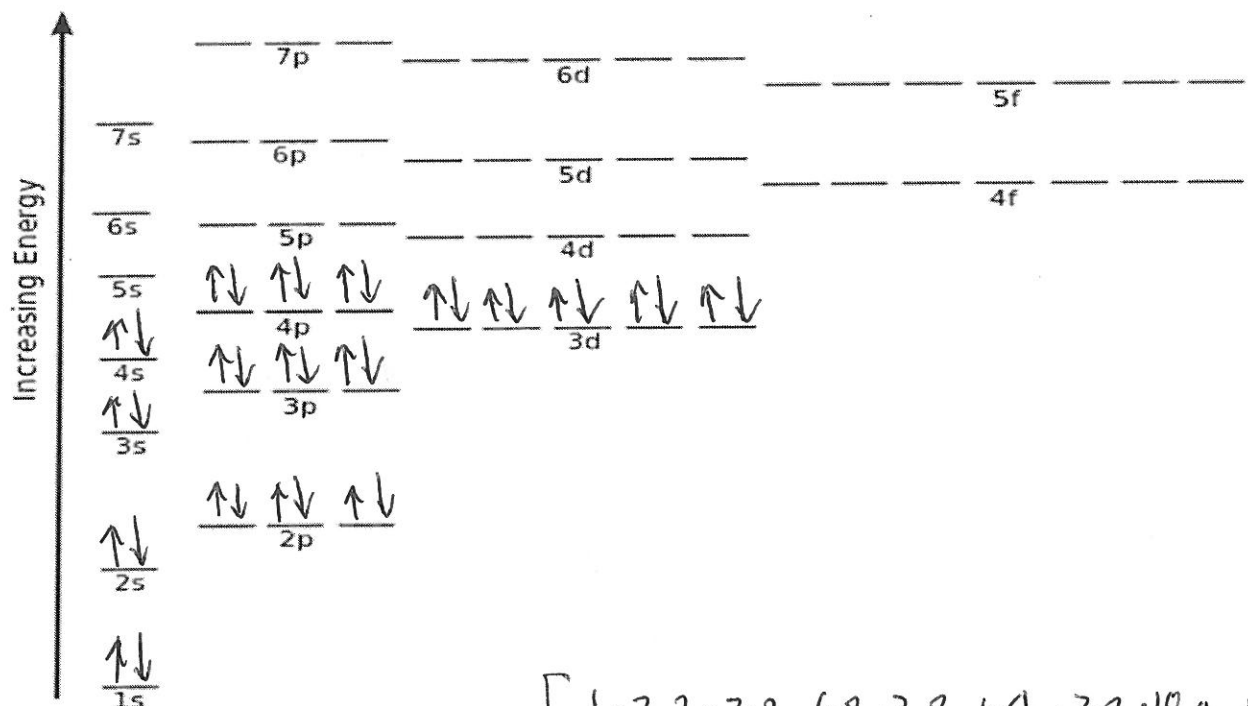 7p
6d
5f
7s
6p
5d
4f
6s
5p
4d
5s
4p
3d
4s
3p
3s
2p
2s
1s
Increasing Energy